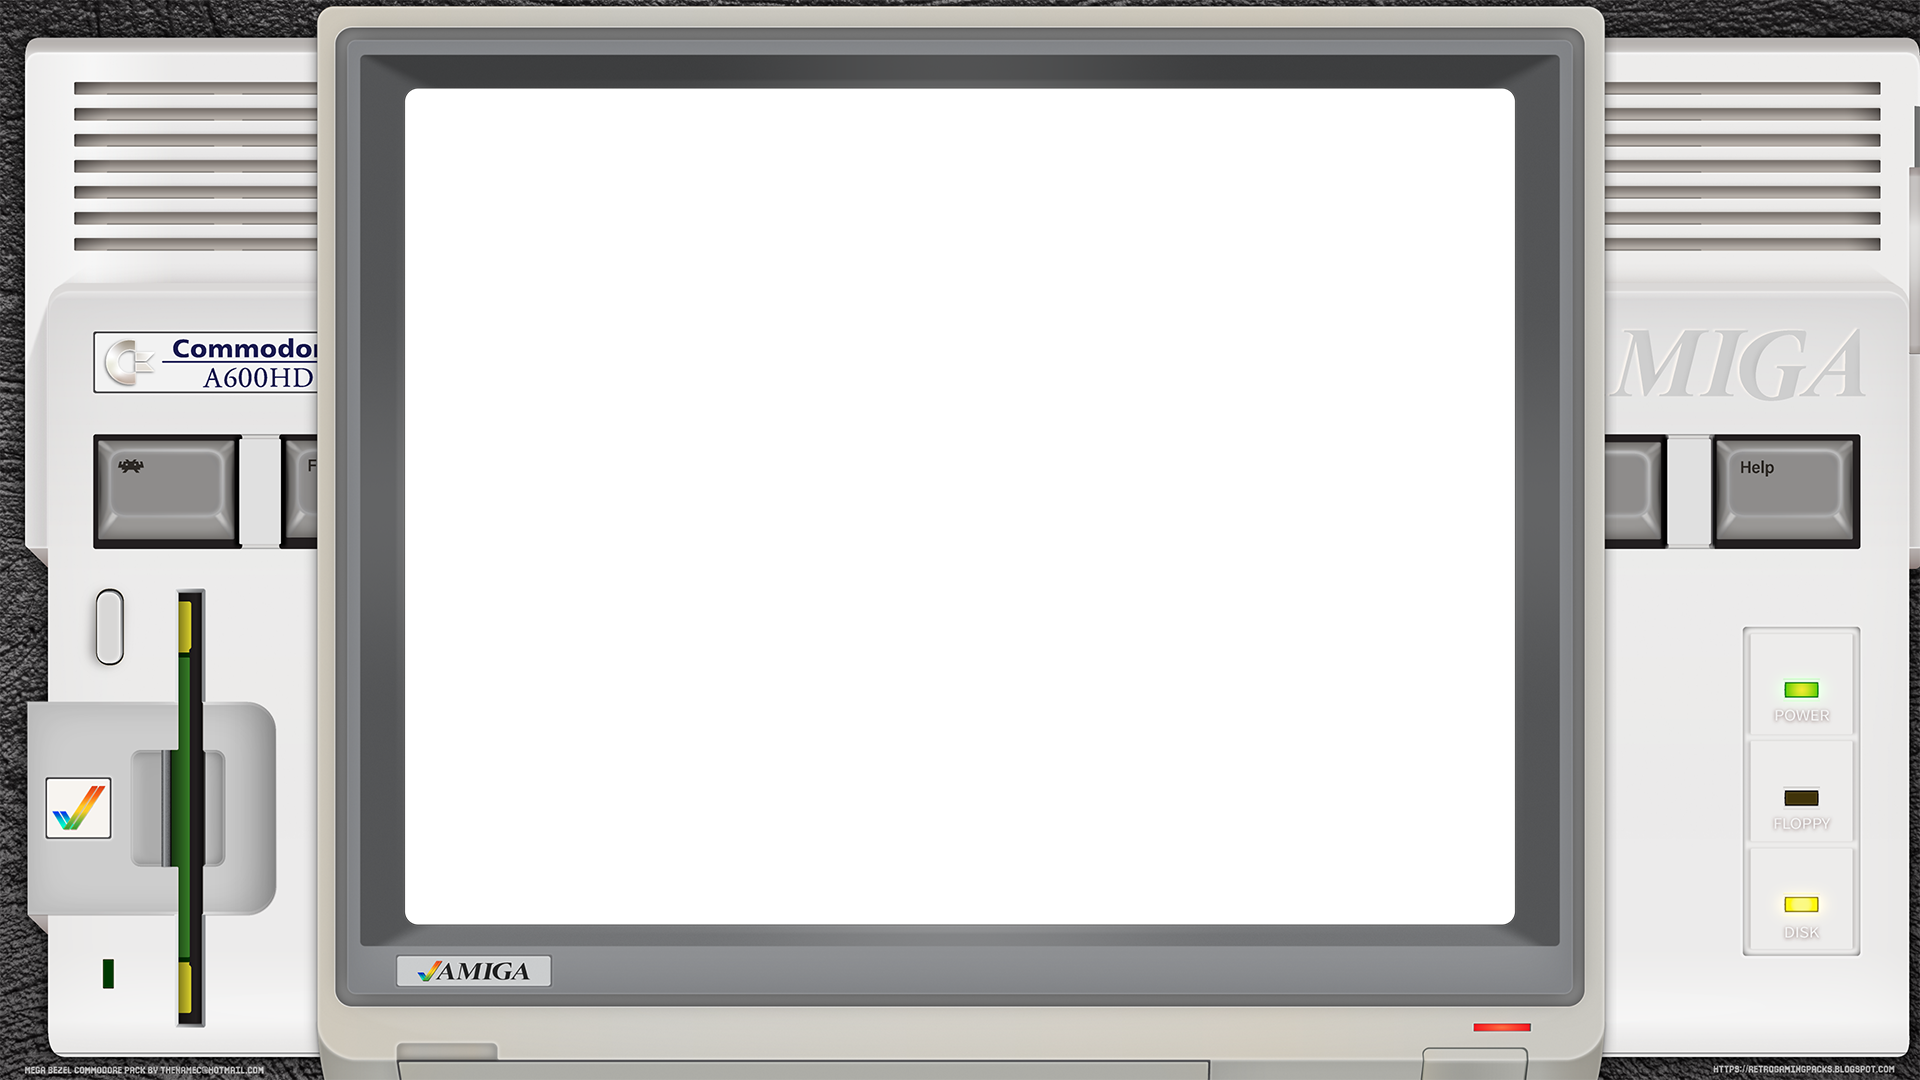 Commodor
A600HD
MIGA
F
Help
POWER
FLOPPY
DISK
AMIGA
MEGA BEZEL COMMODORE PACK BY THENAMEC@HOTMAIL.COM
HTTPS://RETROGAMINGPACKS.BLOGSPOT.COM